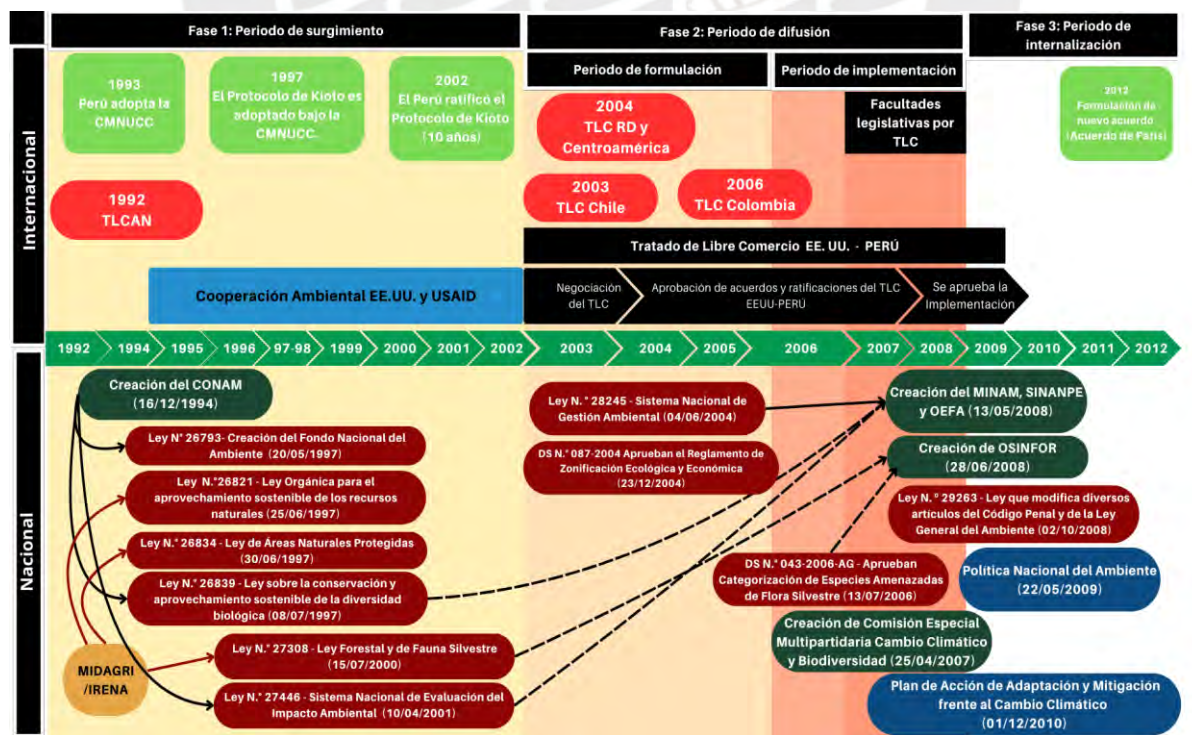 Fase 1: Periodo de surgimiento
Fase 2: Periodo de difusión
Fase 3: Periodo de
internalización
Periodo de formulación
Periodo de implementación
Internacional
1993
Perú adopta la
CMNUCC
1997
El Protocolo de Kioto es
adoptado bajo la
CMNUCC.
2002
El Perú ratificó el
Protocolo de Kioto
(10 años)
2004
TLC RD y
Centroamérica
Facultades
legislativas por
TLC
2012
Formulación de
nuevo acuerdo
(Acuerdo de París)
1992
TLCAN
2003
TLC Chile
2006
TLC Colombia
Tratado de Libre Comercio EE. UU. - PERÚ
Cooperación Ambiental EE.UU. y USAID
Negociación
del TLC
Aprobación de acuerdos y ratificaciones del TLC
EEUU-PERÚ
Se aprueba la
Implementación
1992 1994 1995 1996 97-98 1999 2000 2001 2002 2003 2004 2005 2006 2007 2008 2009 2010 2011 2012
Nacional
Creación del CONAM
(16/12/1994)
Ley N° 26793- Creación del Fondo Nacional del
Ambiente (20/05/1997)
Ley N.°26821 - Ley Orgánica para el
aprovechamiento sostenible de los recursos
naturales (25/06/1997)
Ley N.° 26834 - Ley de Áreas Naturales Protegidas
(30/06/1997)
Ley N.°26839 - Ley sobre la conservación y
aprovechamiento sostenible de la diversidad
biológica (08/07/1997)
MIDAGRI
/IRENA
Ley N.° 27308 - Ley Forestal y de Fauna Silvestre
(15/07/2000)
Ley N.° 27446 - Sistema Nacional de Evaluación del
Impacto Ambiental (10/04/2001)
Ley N. ° 28245 - Sistema Nacional de
Gestión Ambiental (04/06/2004)
DS N.° 087-2004 Aprueban el Reglamento de
Zonificación Ecológica y Económica
(23/12/2004)
Creación del MINAM, SINANPE
y OEFA (13/05/2008)
Creación de OSINFOR
(28/06/2008)
Ley N. ° 29263 - Ley que modifica diversos
artículos del Código Penal y de la Ley
General del Ambiente (02/10/2008)
DS N.° 043-2006-AG - Aprueban
Categorización de Especies Amenazadas
de Flora Silvestre (13/07/2006)
Política Nacional del Ambiente
(22/05/2009)
Creación de Comisión Especial
Multipartidaria Cambio Climático
y Biodiversidad (25/04/2007)
Plan de Acción de Adaptación y Mitigación
frente al Cambio Climático
(01/12/2010)